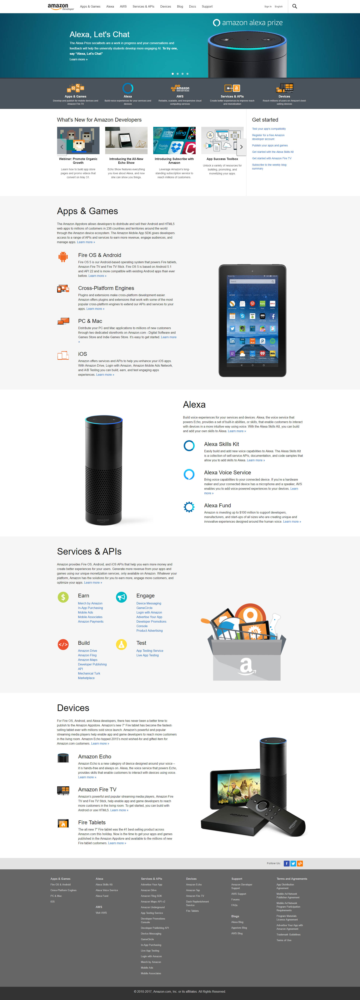 amazon
Developer
Apps & Games Alexa AWS Services & APIs Devices Blog Docs Support
Sign In English
amazon alexa prize
Alexa, Let's Chat
The Alexa Prize socialbots are a work in progress and your conversations and
feedback will help the university students develop more engaging AI. To try one,
say “Alexa, Let's Chat”
Learn more »
Apps & Games
Develop and publish for mobile devices and
Amazon Fire TV
Alexa
Build voice experiences for your services and
devices
amazon
webservices
AWS
Reliable, scalable, and inexpensive cloud
computing services
Services & APIs
Create better experiences to improve reach
and monetization
Devices
Reach millions of users on Amazon's best-
selling devices
What's New for Amazon Developers
Webinar: Promote Organic
Growth
Learn how to build app store
pages and promo videos that
convert on May 31.
Introducing the All-New
Echo Show
Echo Show features everything
you love about Alexa, and now
she can show you things.
STORY
CENTRAL
sling
Rapids
Introducing Subscribe with
Amazon
Leverage Amazon's long-
standing subscription service to
reach millions of customers.
App Success Toolbox
Unlock a variety of resources for
building, promoting, and
monetizing your apps.
Get started
Test your app's compatibility
Register for a free Amazon
developer account
Publish your apps and games
Get started with the Alexa Skills Kit
Get started with Amazon Fire TV
Subscribe to the weekly blog
summary
Apps & Games
The Amazon Appstore allows developers to distribute and sell their Android and HTML5
web apps to millions of customers in 236 countries and territories around the world
through the Amazon device ecosystem. The Amazon Mobile App SDK gives developers
access to a range of APIs and services to earn more revenue, engage audiences, and
manage apps. Learn more »
Fire OS & Android
Fire OS 5 is our Android-based operating system that powers Fire tablets,
Amazon Fire TV and Fire TV Stick. Fire OS 5 is based on Android 5.1
and API 22 and is more compatible with existing Android apps than ever
before. Learn more »
Cross-Platform Engines
Plugins and extensions make cross-platform development easier.
Amazon offers plugins and extensions that work with some of the most
popular cross-platform engines to extend our APIs and services to your
apps. Learn more »
PC & Mac
Distribute your PC and Mac applications to millions of new customers
through two dedicated storefronts on Amazon.com - Digital Software and
Games Store and Indie Games Store. It's easy to get started. Learn more
»
iOS
Amazon offers services and APIs to help you enhance your iOS apps.
With Amazon Drive, Login with Amazon, Amazon Mobile Ads Network,
and A/B Testing you can build, earn, and test engaging apps
experiences. Learn more »
Search
HOME
hulu
NETFLIX
HBO NOW
IMDb
Alexa
Build voice experiences for your services and devices. Alexa, the voice service that
powers Echo, provides a set of built-in abilities, or skills, that enable customers to interact
with devices in a more intuitive way using voice. With the Alexa Skills Kit, you can build
and add your own skills to Alexa. Learn more »
Alexa Skills Kit
Easily build and add new voice capabilities to Alexa. The Alexa Skills Kit
is a collection of self-service APIs, documentation, and code samples that
allow you to add skills to Alexa. Learn more »
Alexa Voice Service
Bring voice capabilities to your connected device. If you're a hardware
maker and your connected device has a microphone and a speaker, AVS
enables you to add voice-powered experiences to your devices. Learn
more »
Alexa Fund
Amazon is investing up to $100 million to support developers,
manufacturers, and start-ups of all sizes who are creating unique and
innovative experiences designed around the human voice. Learn more »
amazon
Services & APIs
Amazon provides Fire OS, Android, and iOS APIs that help you earn more money and
create better experiences for your users. Generate more revenue from your apps and
games using our unique monetization services, only available on Amazon. Whatever your
platform, Amazon has the solutions for you to earn more, engage more customers, and
optimize your apps. Learn more »
Earn
Merch by Amazon
In-App Purchasing
Mobile Ads
Mobile Associates
Amazon Payments
Engage
Device Messaging
GameCircle
Login with Amazon
Advertise Your App
Developer Promotions
Console
Product Advertising
Build
Amazon Drive
Amazon Fling
Amazon Maps
Developer Publishing
API
Mechanical Turk
Marketplace
Test
App Testing Service
Live App Testing
AD
Devices
For Fire OS, Android, and Alexa developers, there has never been a better time to
publish to the Amazon Appstore. Amazon's new 7” Fire tablet has become the fastest-
selling tablet ever with millions sold since launch. Amazon's powerful and popular
streaming media players help enable app and game developers to reach more customers
in the living room. Amazon Echo topped 2015's most wished-for and gifted item for
Amazon.com customers. Learn more »
Amazon Echo
Amazon Echo is a new category of device designed around your voice –
it is hands-free and always on. Alexa, the voice service that powers Echo,
provides skills that enable customers to interact with devices using voice.
Learn more »
Amazon Fire TV
Amazon's powerful and popular streaming media players, Amazon Fire
TV and Fire TV Stick, help enable app and game developers to reach
more customers in the living room. To get started, you can build with
Android or use HTML5. Learn more »
Fire Tablets
The all-new 7" Fire tablet was the #1 best-selling product across
Amazon.com this holiday. Now is the time to get your apps and games
published in the Amazon Appstore and available to the millions of new
Fire tablet customers. Learn more »
epic
amazon
amazon
Follow Us:
Apps & Games
Fire OS & Android
Cross-Platform Engines
PC & Mac
iOS
Alexa
Alexa Skills Kit
Alexa Voice Service
Alexa Fund
AWS
Visit AWS
Services & APIs
Advertise Your App
Amazon Drive
Amazon Fling SDK
Amazon Maps API v2
Amazon Underground
App Testing Service
Developer Promotions
Console
Developer Publishing API
Device Messaging
GameCircle
In-App Purchasing
Live App Testing
Login with Amazon
Merch by Amazon
Mobile Ads
Mobile Associates
Devices
Amazon Echo
Amazon Tap
Amazon Fire TV
Dash Replenishment
Service
Fire Tablets
Support
Amazon Developer
Support
AWS Support
Forums
FAQs
Blogs
Alexa Blog
Appstore Blog
AWS Blog
Terms and Agreements
App Distribution
Agreement
Mobile Ad Network
Publisher Agreement
Mobile Ad Network
Program Participation
Requirements
Program Materials
License Agreement
Advertise Your App with
Amazon Agreement
Trademark Guidelines
Terms of Use
© 2010-2017, Amazon.com, Inc. or its affiliates. All Rights Reserved.